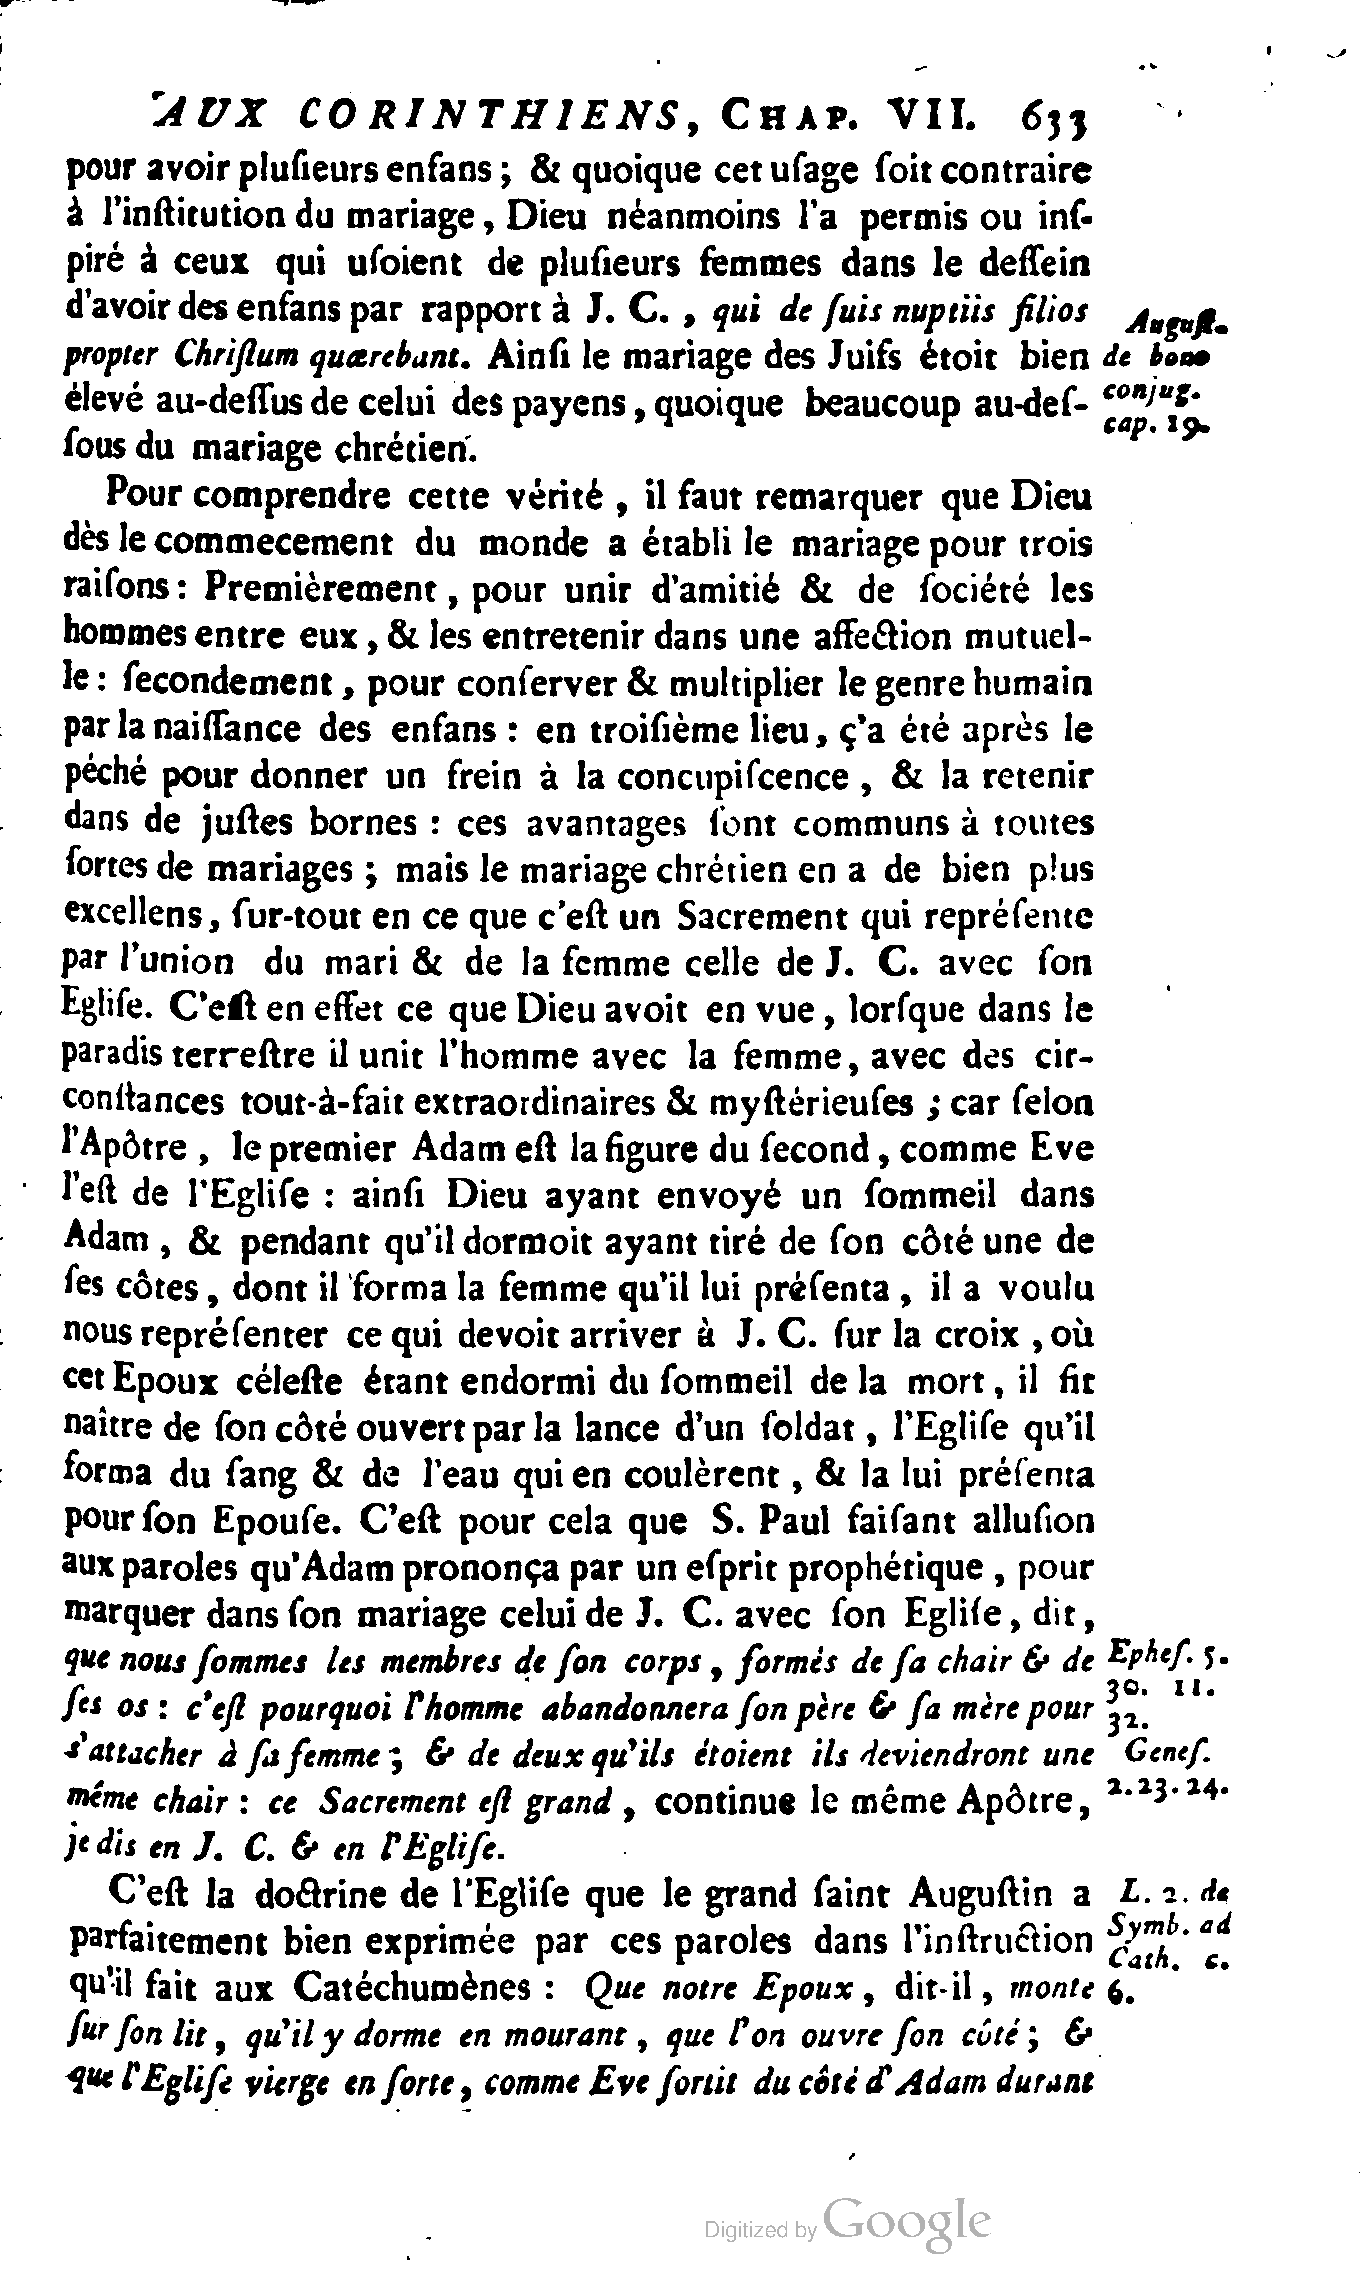 AUX CORINTHIENS, CHAP. VII. 633
pour avoir pluſieurs enfans ; & quoique cet uſage ſoit contraire
à l'inſtitution du mariage, Dieu néanmoins l'a permis ou inſ-
piré à ceux qui uſoient de pluſieurs femmes dans le deſſein
d'avoir des enfans par rapport à J. C. , qui de ſuis nuptiis filios
propter Chriſtum quærebant. Ainſi le mariage des Juifs étoit bien
élevé au-deſſus de celui des payens, quoique beaucoup au-deſ-
ſous du mariage chrétien.
Auguſt.
de bono
conjug.
cap. 19.
Pour comprendre cette vérité , il faut remarquer que Dieu
dès le commecement du monde a établi le mariage pour trois
raiſons : Premièrement , pour unir d'amitié & de ſociété les
hommes entre eux, & les entretenir dans une affection mutuel-
le : ſecondement, pour conſerver & multiplier le genre humain
par la naiſſance des enfans : en troiſième lieu, ç'a été après le
péché pour donner un frein à la concupiſcence , & la retenir
dans de juſtes bornes : ces avantages ſont communs à toutes
ſortes de mariages ; mais le mariage chrétien en a de bien plus
excellens, ſur-tout en ce que c'eſt un Sacrement qui repréſente
par l'union du mari & de la femme celle de J. C. avec ſon
Egliſe. C'eſt en effet ce que Dieu avoit en vue, lorſque dans le
paradis terreſtre il unit l'homme avec la femme, avec des cir-
conſtances tout-à-fait extraordinaires & myſtérieuſes ; car ſelon
l'Apôtre , le premier Adam eſt la figure du ſecond, comme Eve
l'eſt de l'Egliſe : ainſi Dieu ayant envoyé un ſommeil dans
Adam , & pendant qu'il dormoit ayant tiré de ſon côté une de
ſes côtes, dont il forma la femme qu'il lui préſenta, il a voulu
nous repréſenter ce qui devoit arriver à J. C. ſur la croix , où
cet Epoux céleſte étant endormi du ſommeil de la mort, il fit
naître de ſon côté ouvert par la lance d'un ſoldat , l'Egliſe qu'il
forma du ſang & de l'eau qui en coulèrent , & la lui préſenta
pour ſon Epouſe. C'eſt pour cela que S. Paul faiſant alluſion
aux paroles qu'Adam prononça par un eſprit prophétique , pour
marquer dans ſon mariage celui de J. C. avec ſon Egliſe, dit,
que nous ſommes les membres de ſon corps, formés de ſa chair & de
ſes os : c'eſt pourquoi l'homme abandonnera ſon père & ſa mère pour
s'attacher à ſa femme ; & de deux qu'ils étoient ils deviendront une
même chair : ce Sacrement eſt grand , continue le même Apôtre,
je dis en J. C. & en l'Egliſe.
Epheſ. 5.
30. 11.
32.
Geneſ.
2.23.24.
C'eſt la doctrine de l'Egliſe que le grand ſaint Auguſtin a
parfaitement bien exprimée par ces paroles dans l'inſtruction
qu'il fait aux Catéchumènes : Que notre Epoux, dit-il, monte
ſur ſon lit, qu'il y dorme en mourant, que l'on ouvre ſon côté ; &
que l'Egliſe vierge en ſorte, comme Eve ſortit du côté d'Adam durant
L. 2. de
Symb. ad
Cath. c.
6.
Digitized by Google